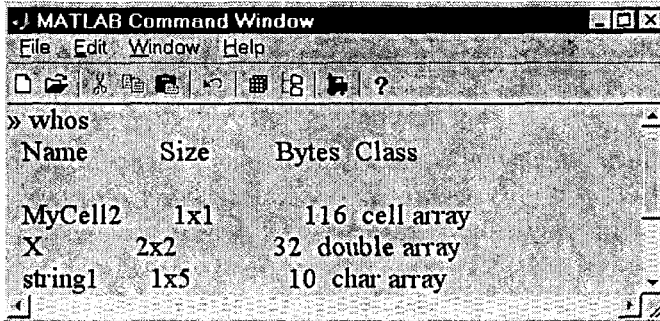 MATLAB Command Window
File Edit Window Help
?
» whos
Name Size Bytes Class
MyCell2 1x1 116 cell array
X 2x2 32 double array
string1 1x5 10 char array